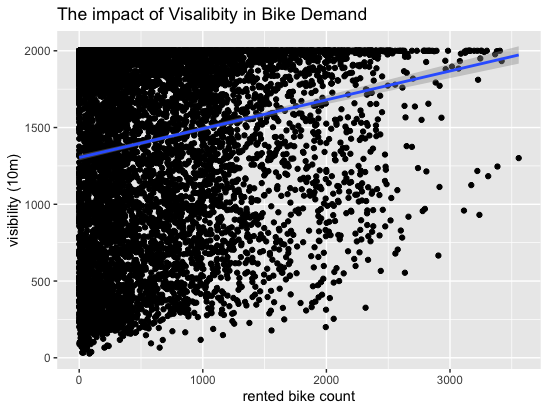 The impact of Visalibity in Bike Demand
2000
1500
1000
500
0
visibility (10m)
0 1000 2000 3000
rented bike count